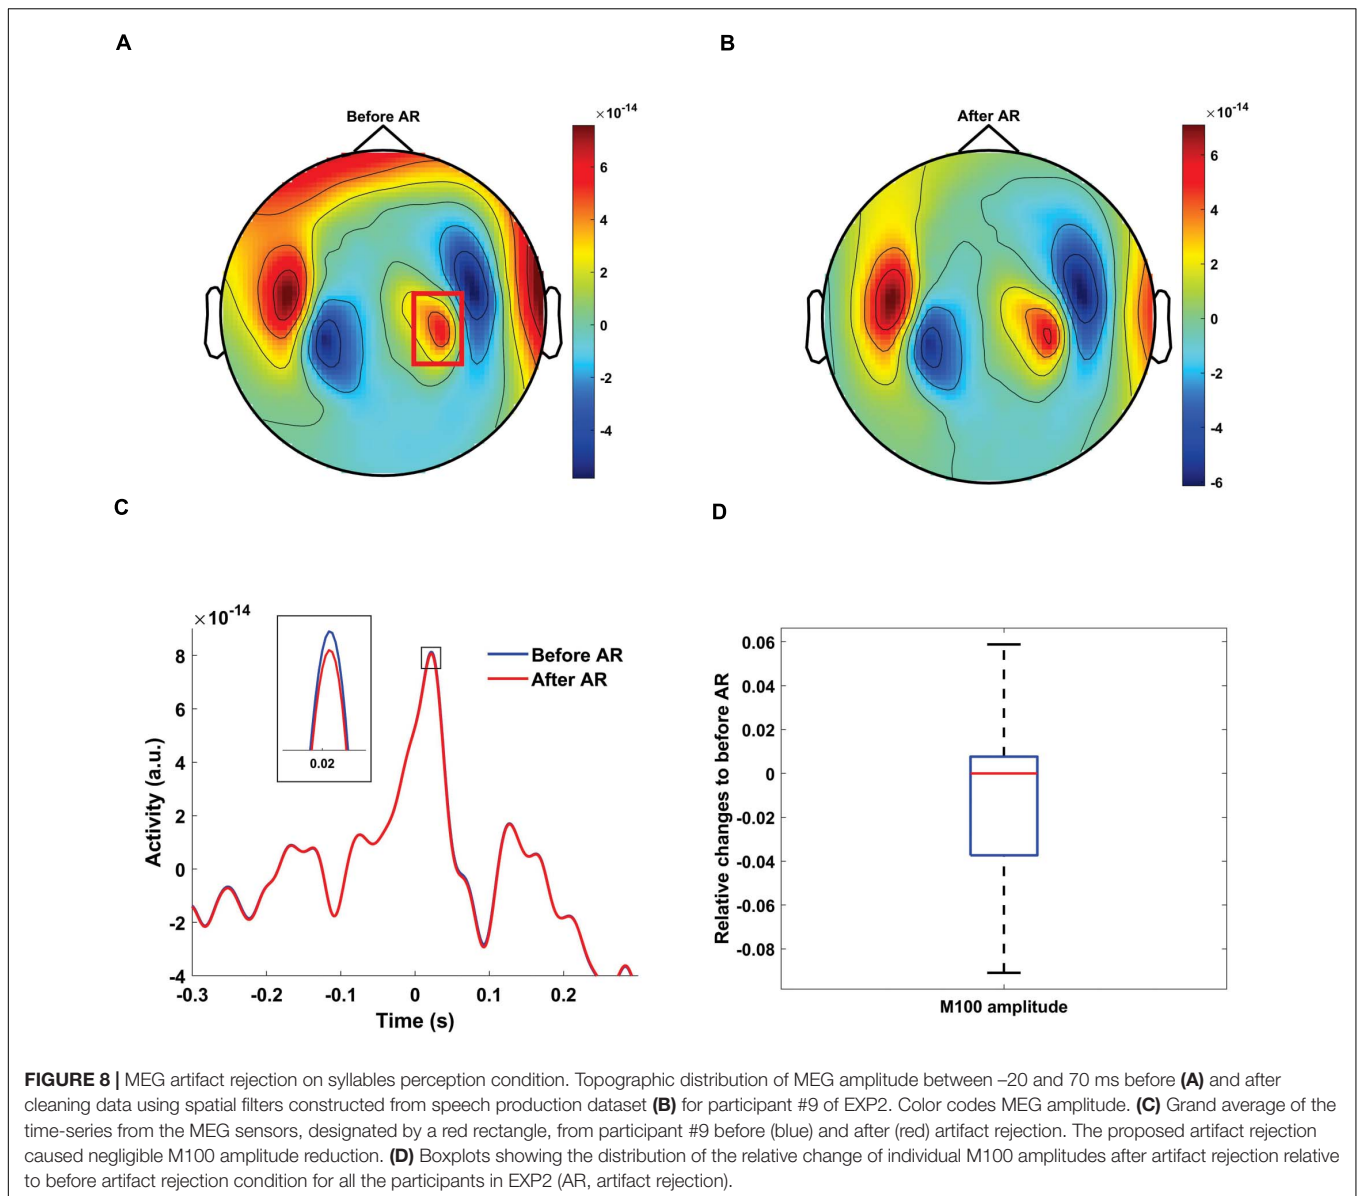 A
B
Before AR
×10-14
6
4
2
0
-2
-4
After AR
×10-14
6
4
2
0
-2
-4
-6
C
D
×10-14
8
6
4
2
0
-2
-4
Activity (a.u.)
0.02
Before AR
After AR
-0.3 -0.2 -0.1 0 0.1 0.2
Time (s)
0.06
0.04
0.02
0
-0.02
-0.04
-0.06
-0.08
Relative changes to before AR
M100 amplitude
FIGURE 8 | MEG artifact rejection on syllables perception condition. Topographic distribution of MEG amplitude between –20 and 70 ms before (A) and after
cleaning data using spatial filters constructed from speech production dataset (B) for participant #9 of EXP2. Color codes MEG amplitude. (C) Grand average of the
time-series from the MEG sensors, designated by a red rectangle, from participant #9 before (blue) and after (red) artifact rejection. The proposed artifact rejection
caused negligible M100 amplitude reduction. (D) Boxplots showing the distribution of the relative change of individual M100 amplitudes after artifact rejection relative
to before artifact rejection condition for all the participants in EXP2 (AR, artifact rejection).